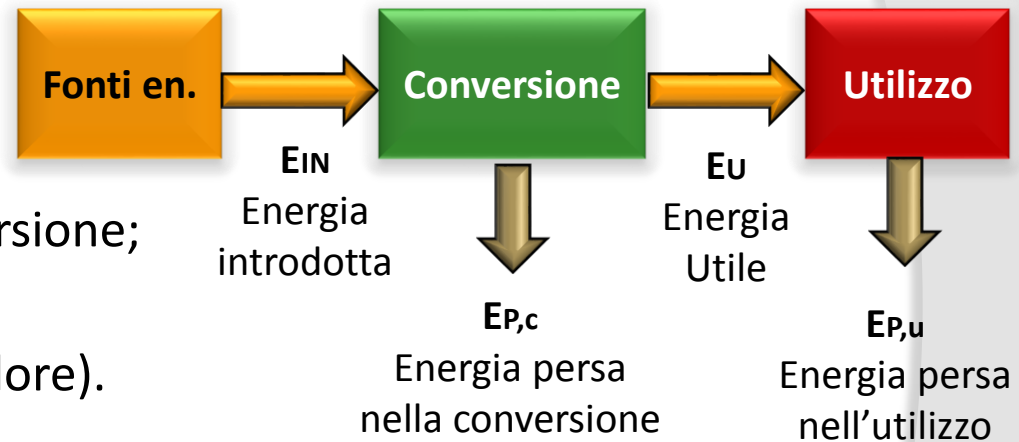 Fonti en.
Conversione
Utilizzo
EIN
Energia
introdotta
EU
Energia
Utile
rsione;
lore).
EP,c
Energia persa
nella conversione
EP,u
Energia persa
nell’utilizzo